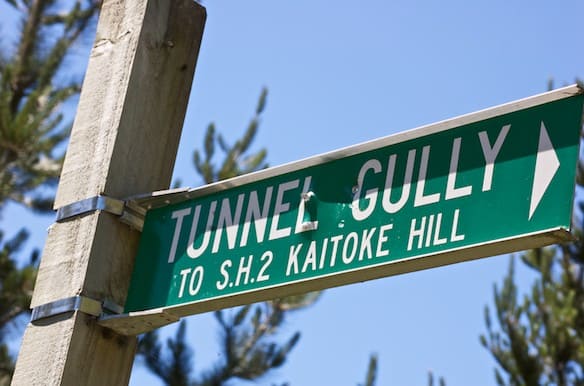 TUNNEL GULLY
TO S.H.2 KAITOKE HILL